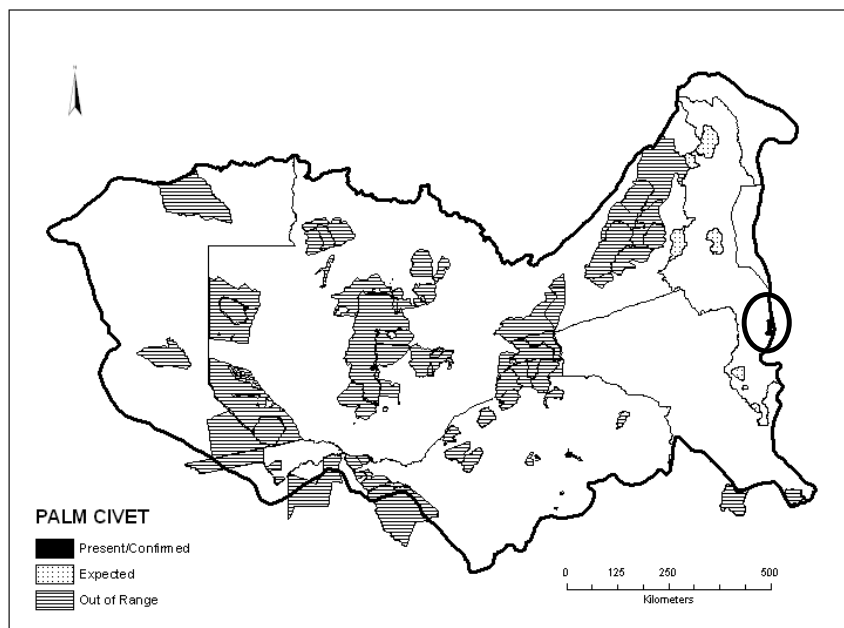 N
PALM CIVET
Present/Confirmed
Expected
Out of Range
0 125 250 500
Kilometers